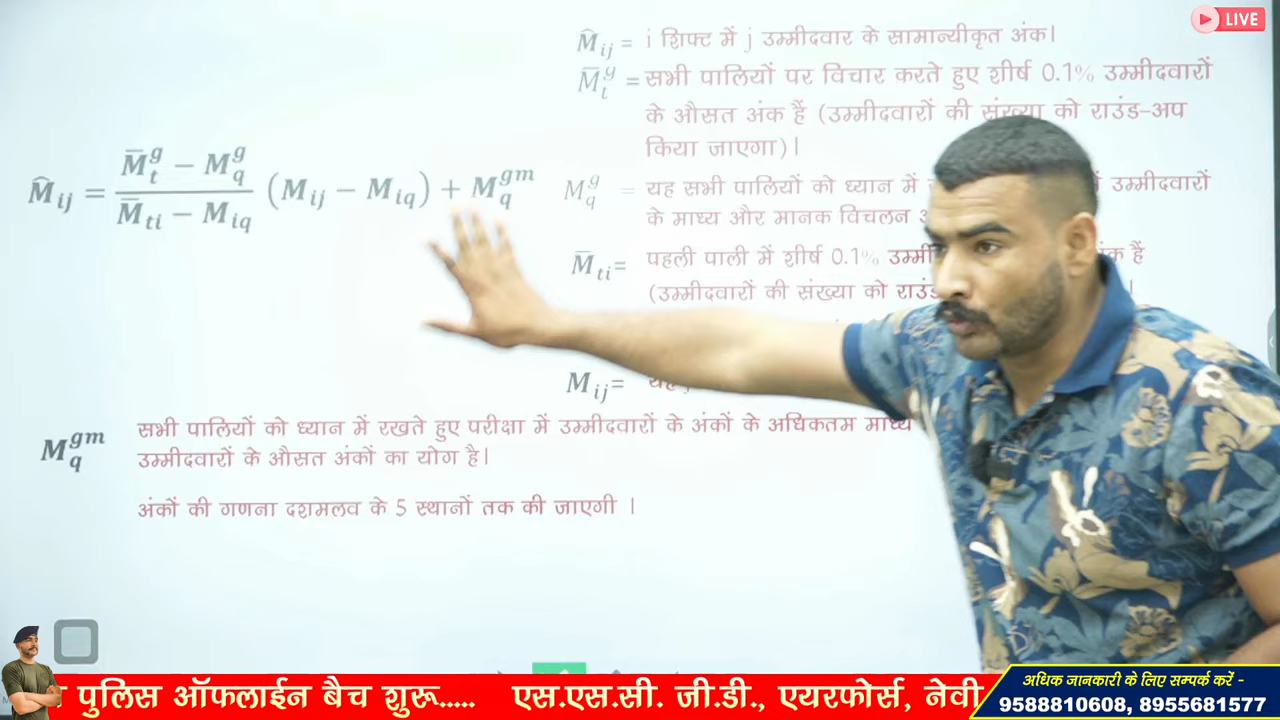 LIVE
M̂ij = i शिफ्ट में j उम्मीदवार के सामान्यीकृत अंक।
M̄tᵍ = सभी पालियों पर विचार करते हुए शीर्ष 0.1% उम्मीदवारों
के औसत अंक हैं (उम्मीदवारों की संख्या को राउंड-अप
किया जाएगा)।
M̂ij = (M̄tᵍ − Mqᵍ) / (M̄ti − Miq) (Mij − Miq) + Mqᵍᵐ
Mqᵍ = यह सभी पालियों को ध्यान में उम्मीदवारों
के माध्य और मानक विचलन
M̄ti = पहली पाली में शीर्ष 0.1% हैं
(उम्मीदवारों की संख्या को
Mij = यह
Mqᵍᵐ सभी पालियों को ध्यान में रखते हुए परीक्षा में उम्मीदवारों के अंकों के अधिकतम माध्य
उम्मीदवारों के औसत अंकों का योग है।
अंकों की गणना दशमलव के 5 स्थानों तक की जाएगी ।
पुलिस ऑफलाईन बैच शुरू..... एस.एस.सी. जी.डी., एयरफोर्स, नेवी
अधिक जानकारी के लिए सम्पर्क करें -
9588810608, 8955681577